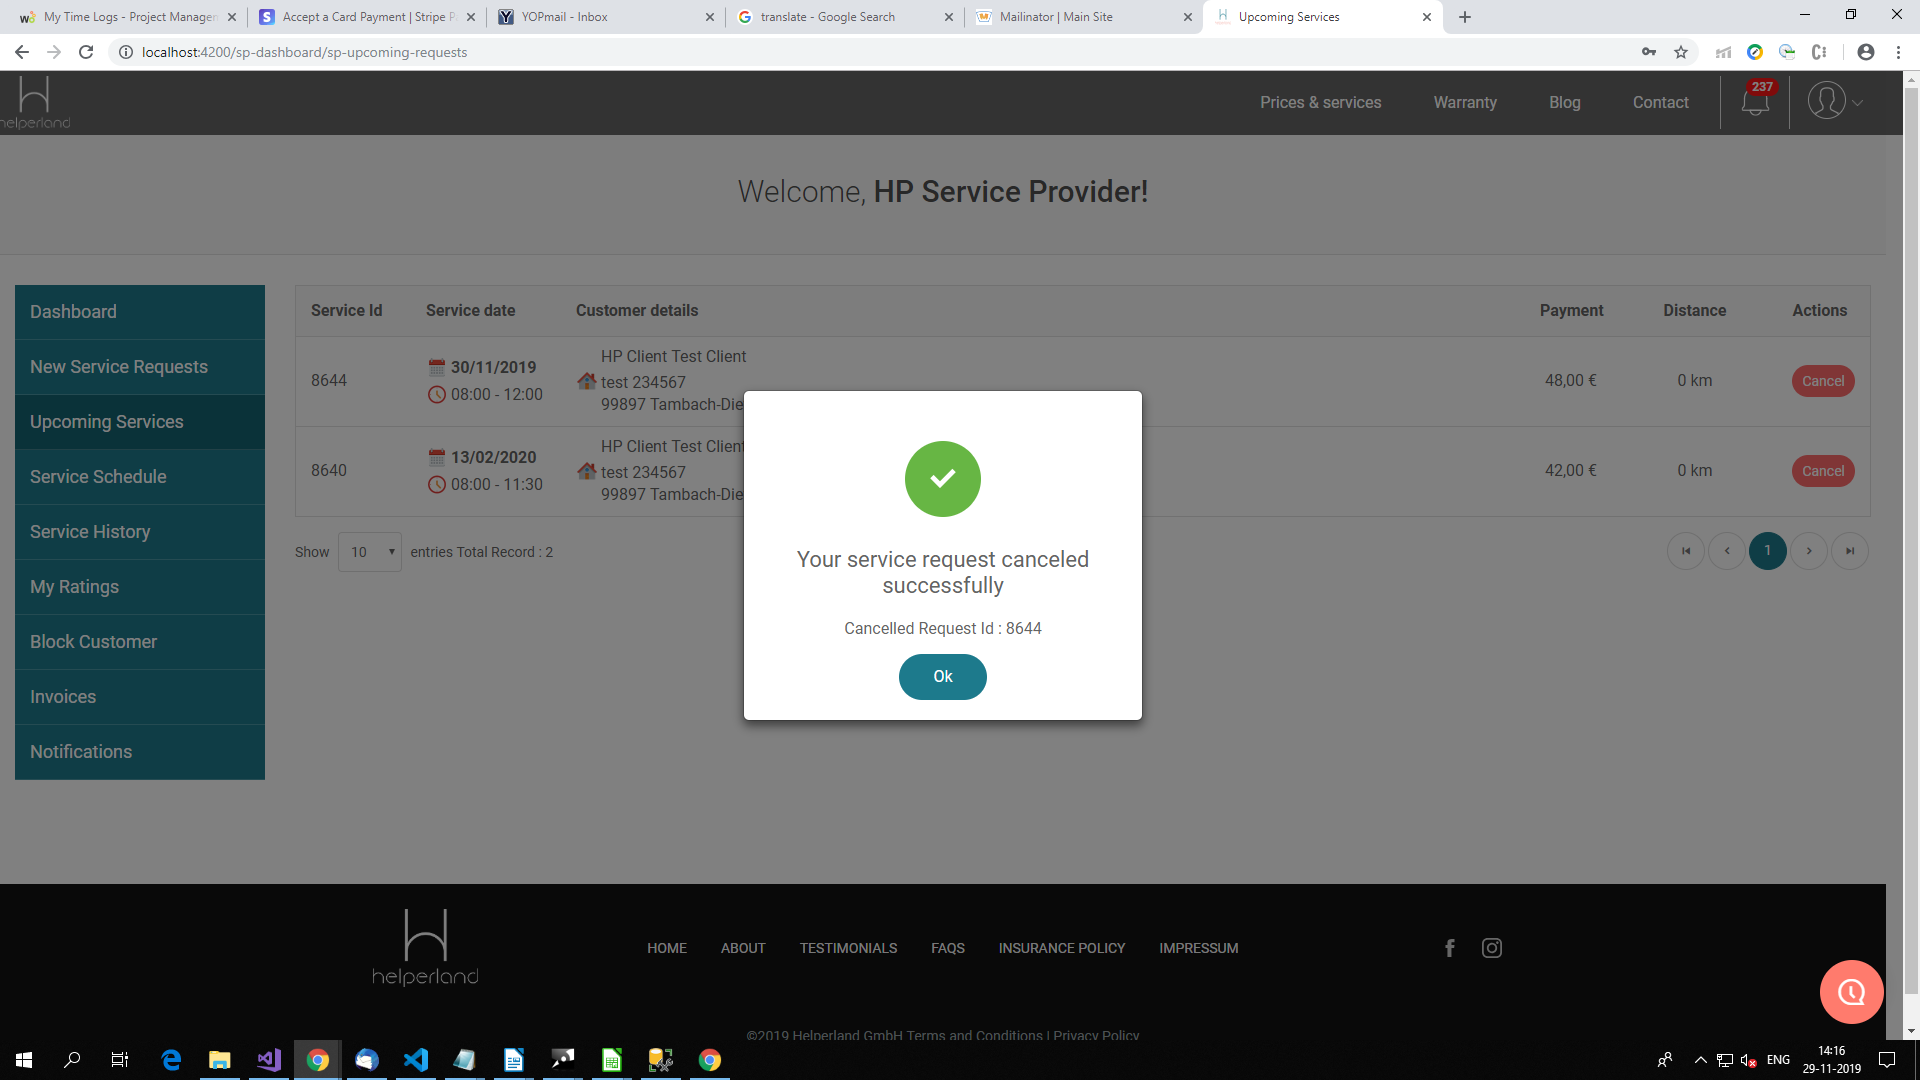 My Time Logs - Project Managem
Accept a Card Payment | Stripe P
YOPmail - Inbox
translate - Google Search
Mailinator | Main Site
Upcoming Services
localhost:4200/sp-dashboard/sp-upcoming-requests
helperland
Prices & services
Warranty
Blog
Contact
237
Welcome, HP Service Provider!
Dashboard
New Service Requests
Upcoming Services
Service Schedule
Service History
My Ratings
Block Customer
Invoices
Notifications
Service Id Service date Customer details Payment Distance Actions
HP Client Test Client
30/11/2019
8644 test 234567 48,00 € 0 km Cancel
08:00 - 12:00
99897 Tambach-Die
HP Client Test Client
13/02/2020
8640 test 234567 42,00 € 0 km Cancel
08:00 - 11:30
99897 Tambach-Die
Show 10 entries Total Record : 2
1
Your service request canceled
successfully
Cancelled Request Id : 8644
Ok
helperland
HOME ABOUT TESTIMONIALS FAQS INSURANCE POLICY IMPRESSUM
©2019 Helperland GmbH Terms and Conditions | Privacy Policy
ENG
14:16
29-11-2019